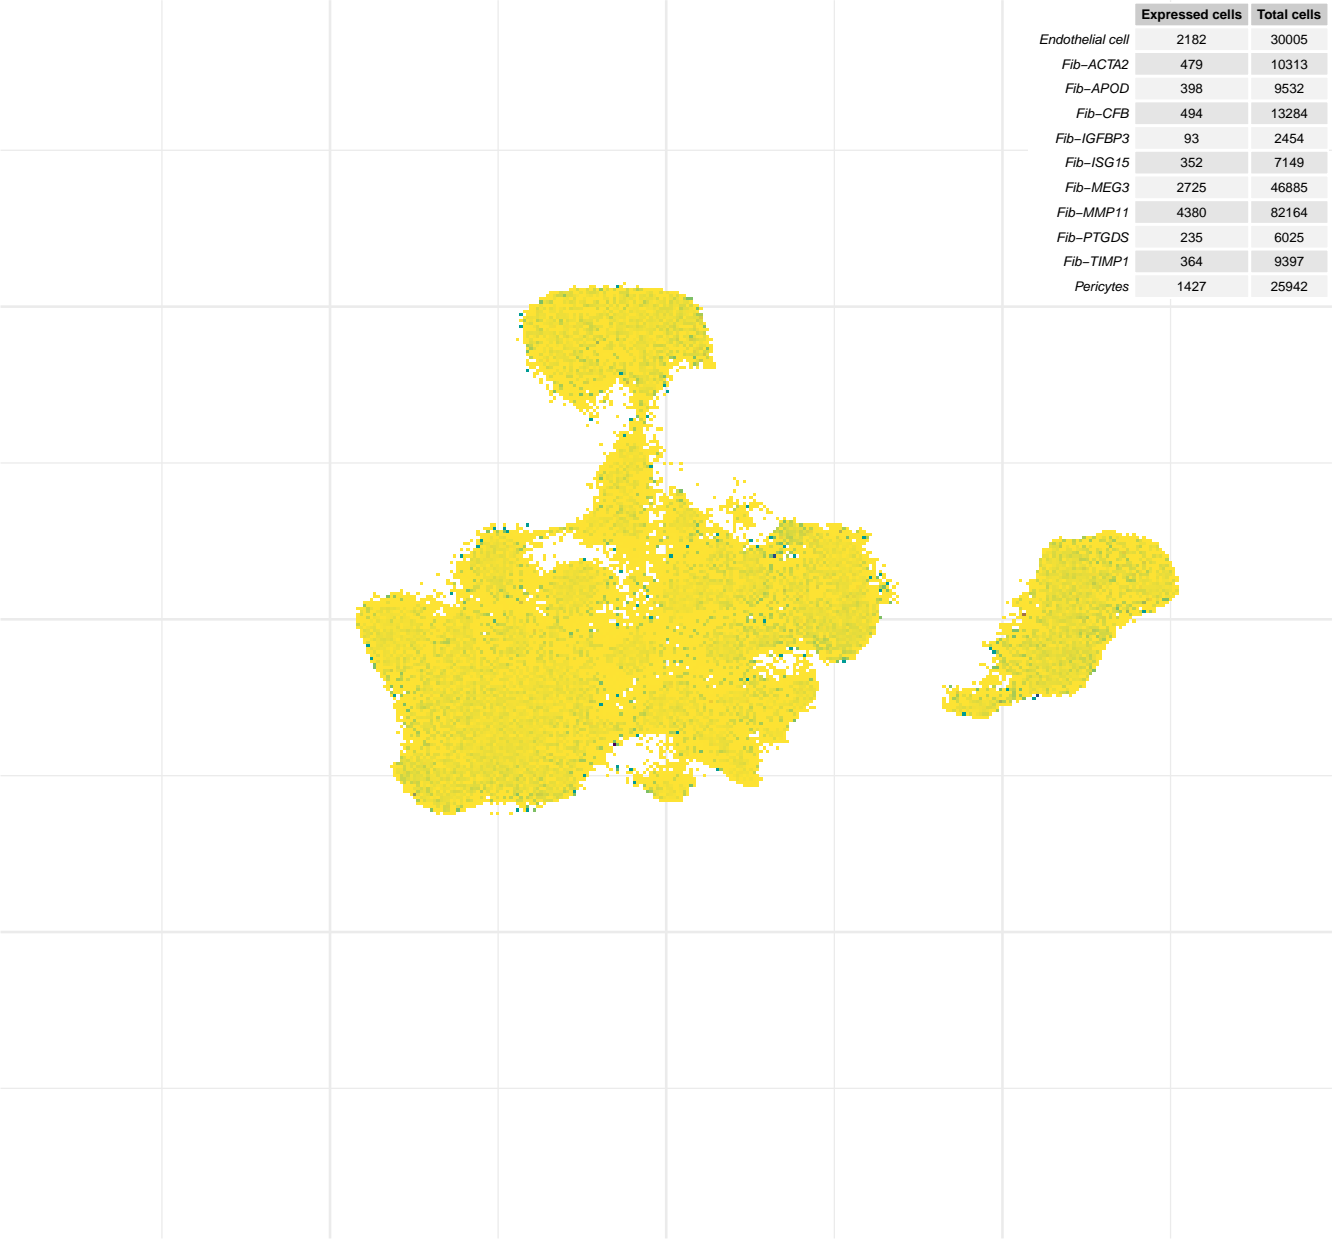 Expressed cells Total cells
Endothelial cell 2182 30005
Fib−ACTA2 479 10313
Fib−APOD 398 9532
Fib−CFB 494 13284
Fib−IGFBP3 93 2454
Fib−ISG15 352 7149
Fib−MEG3 2725 46885
Fib−MMP11 4380 82164
Fib−PTGDS 235 6025
Fib−TIMP1 364 9397
Pericytes 1427 25942